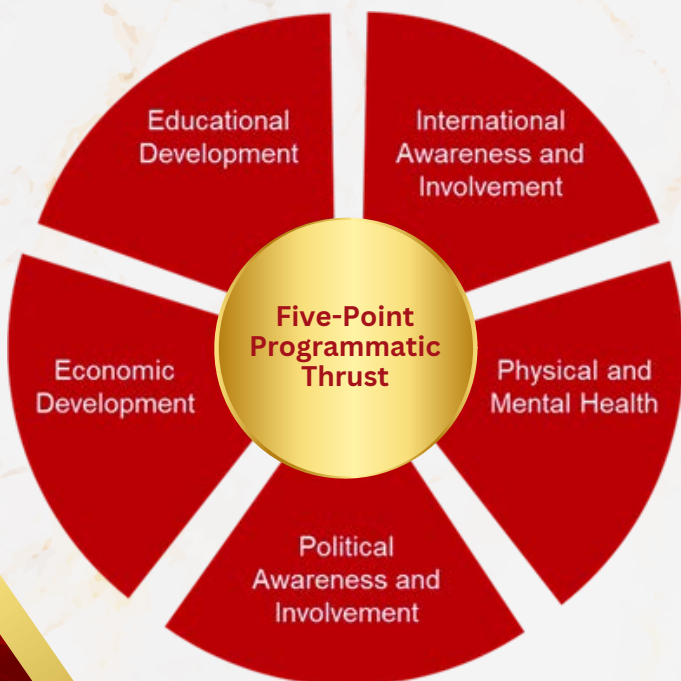 Educational
Development
International
Awareness and
Involvement
Five-Point
Programmatic
Thrust
Economic
Development
Physical and
Mental Health
Political
Awareness and
Involvement